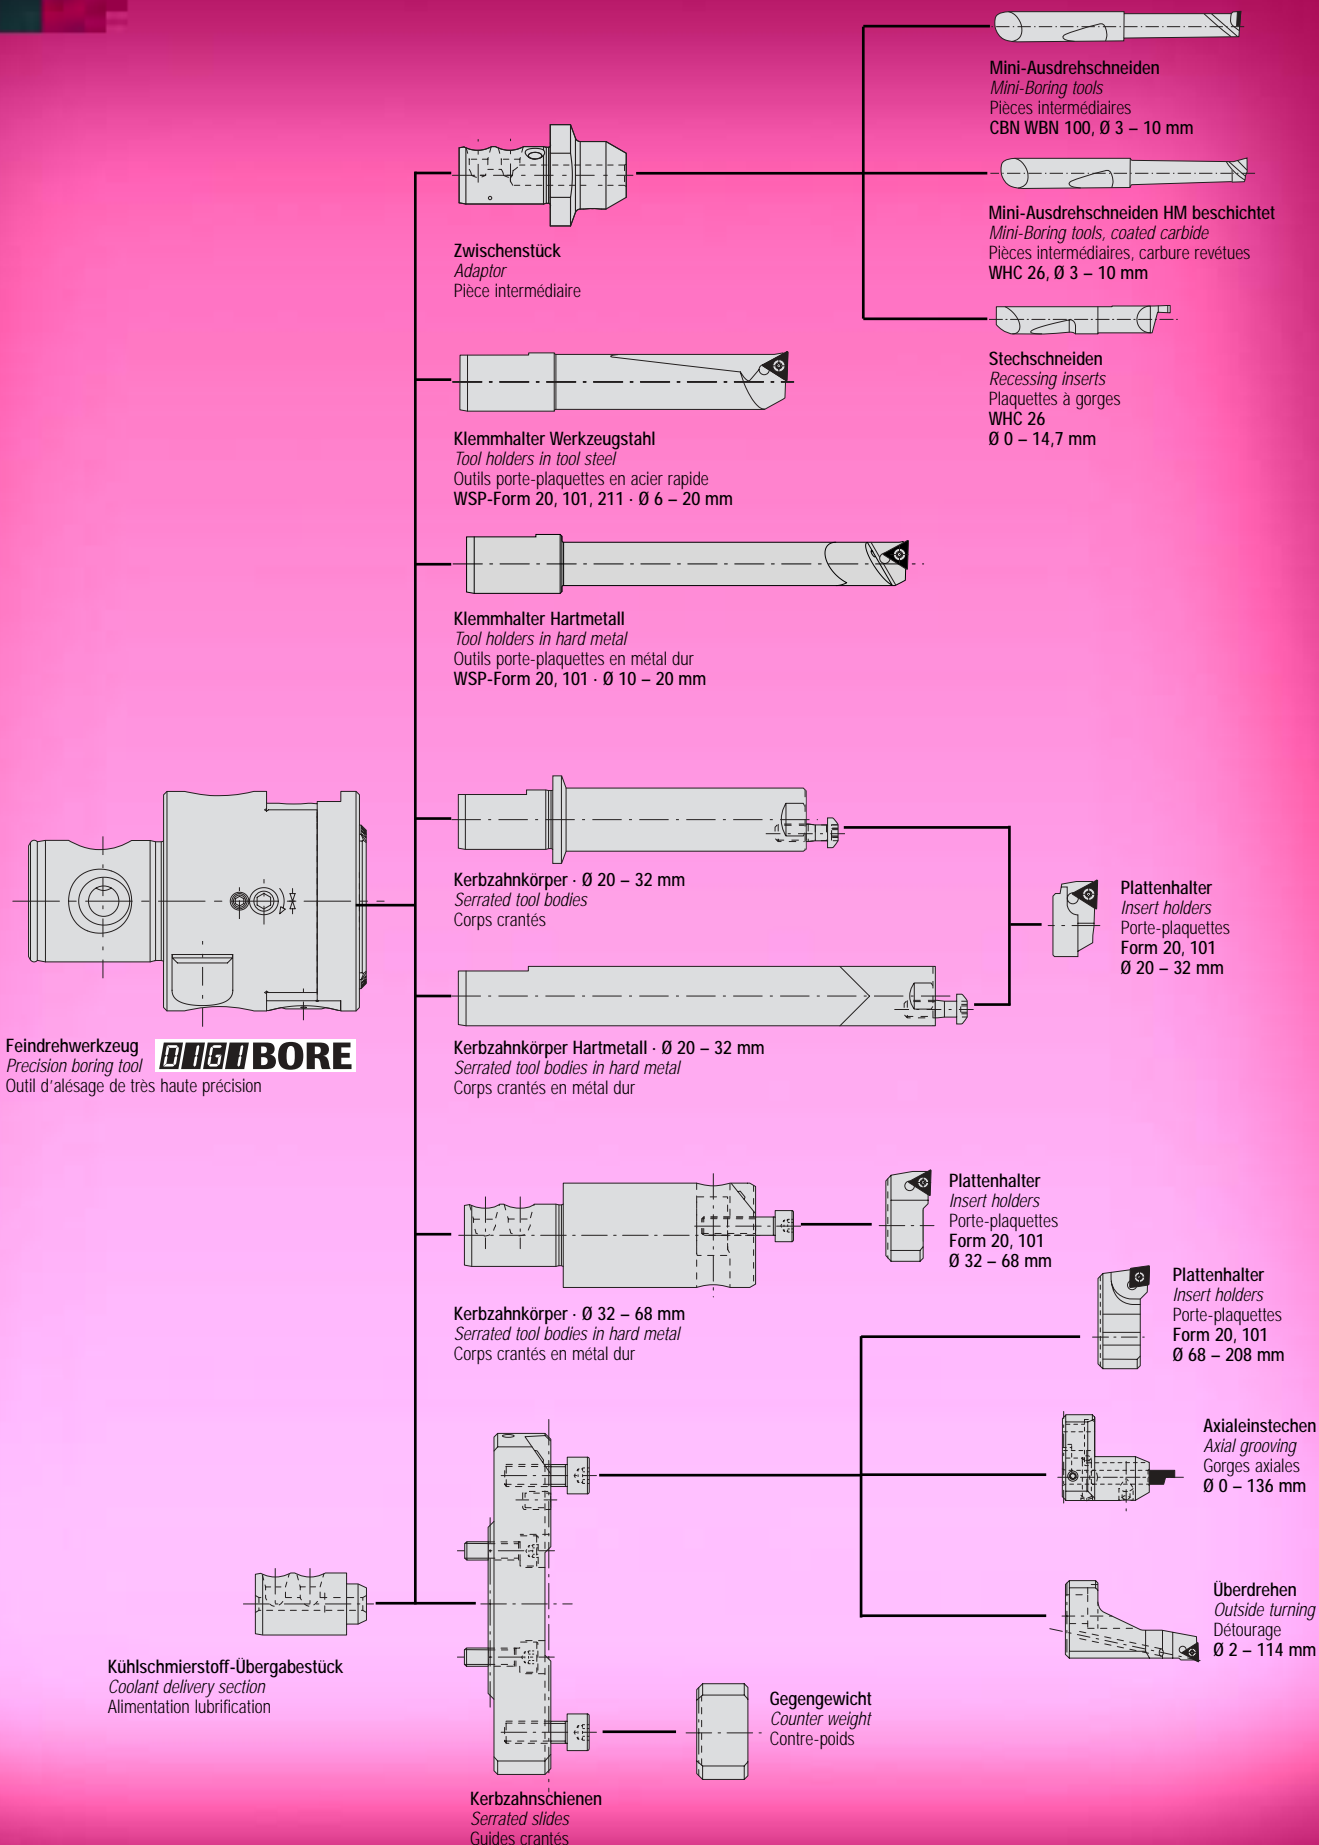 Mini-Ausdrehschneiden
Mini-Boring tools
Pièces intermédiaires
CBN WBN 100, Ø 3 – 10 mm
Mini-Ausdrehschneiden HM beschichtet
Mini-Boring tools, coated carbide
Pièces intermédiaires, carbure revétues
WHC 26, Ø 3 – 10 mm
Zwischenstück
Adaptor
Pièce intermédiaire
Stechschneiden
Recessing inserts
Plaquettes à gorges
WHC 26
Ø 0 – 14,7 mm
Klemmhalter Werkzeugstahl
Tool holders in tool steel
Outils porte-plaquettes en acier rapide
WSP-Form 20, 101, 211 · Ø 6 – 20 mm
Klemmhalter Hartmetall
Tool holders in hard metal
Outils porte-plaquettes en métal dur
WSP-Form 20, 101 · Ø 10 – 20 mm
Kerbzahnkörper · Ø 20 – 32 mm
Serrated tool bodies
Corps crantés
Plattenhalter
Insert holders
Porte-plaquettes
Form 20, 101
Ø 20 – 32 mm
Feindrehwerkzeug
Precision boring tool
Outil d'alésage de très haute précision
DIGIBORE
Kerbzahnkörper Hartmetall · Ø 20 – 32 mm
Serrated tool bodies in hard metal
Corps crantés en métal dur
Plattenhalter
Insert holders
Porte-plaquettes
Form 20, 101
Ø 32 – 68 mm
Kerbzahnkörper · Ø 32 – 68 mm
Serrated tool bodies in hard metal
Corps crantés en métal dur
Plattenhalter
Insert holders
Porte-plaquettes
Form 20, 101
Ø 68 – 208 mm
Axialeinstechen
Axial grooving
Gorges axiales
Ø 0 – 136 mm
Überdrehen
Outside turning
Détourage
Ø 2 – 114 mm
Kühlschmierstoff-Übergabestück
Coolant delivery section
Alimentation lubrification
Gegengewicht
Counter weight
Contre-poids
Kerbzahnschienen
Serrated slides
Guides crantés